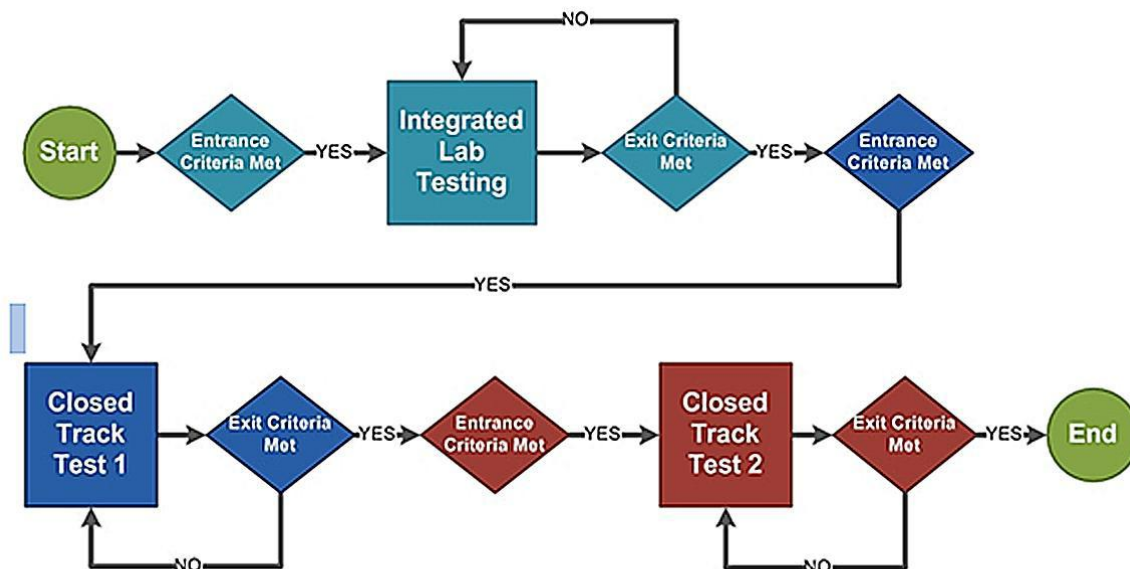 NO
Start
Entrance
Criteria Met
YES
Integrated
Lab
Testing
Exit Criteria
Met
YES
Entrance
Criteria Met
YES
Closed
Track
Test 1
Exit Criteria
Met
YES
Entrance
Criteria Met
YES
Closed
Track
Test 2
Exit Criteria
Met
YES
End
NO
NO